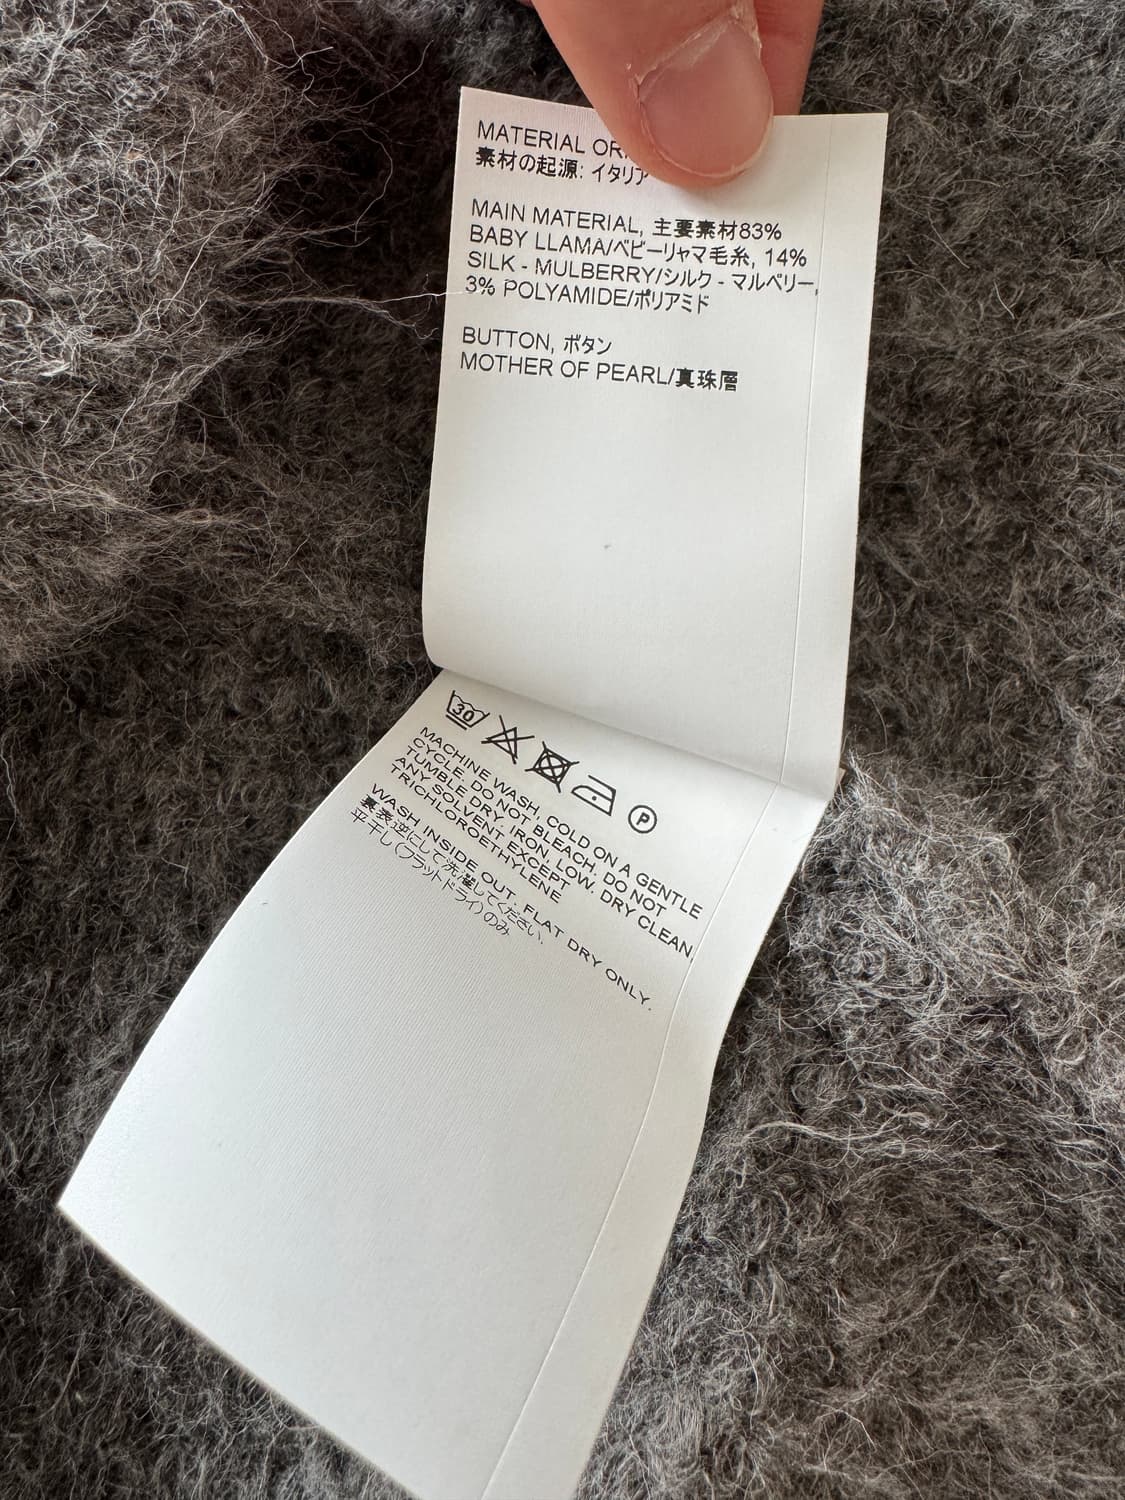 MATERIAL
素材の起源: イタリア
MAIN MATERIAL, 主要素材83%
BABY LLAMA/ベビーリャマ毛糸, 14%
SILK - MULBERRY/シルク - マルベリー,
3% POLYAMIDE/ポリアミド
BUTTON, ボタン
MOTHER OF PEARL/真珠層
30
P
MACHINE WASH, COLD ON A GENTLE
CYCLE. DO NOT BLEACH, DO NOT
TUMBLE DRY. IRON, LOW. DRY CLEAN,
ANY SOLVENT EXCEPT
TRICHLOROETHYLENE
WASH INSIDE OUT. FLAT DRY ONLY.
裏表逆にして洗濯してください.
平干し(フラットドライ)のみ